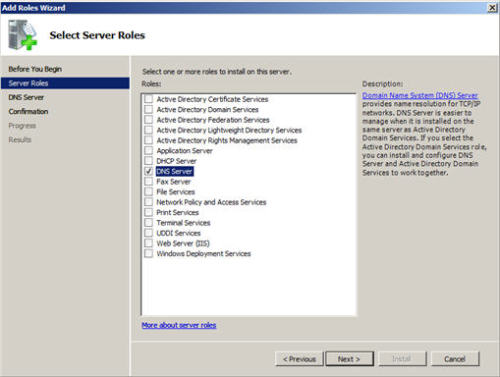 Add Roles Wizard
Select Server Roles
Before You Begin
Server Roles
DNS Server
Confirmation
Progress
Results
Select one or more roles to install on this server.
Roles:
Active Directory Certificate Services
Active Directory Domain Services
Active Directory Federation Services
Active Directory Lightweight Directory Services
Active Directory Rights Management Services
Application Server
DHCP Server
DNS Server
Fax Server
File Services
Network Policy and Access Services
Print Services
Terminal Services
UDDI Services
Web Server (IIS)
Windows Deployment Services
More about server roles
Description:
Domain Name System (DNS) Server
provides name resolution for TCP/IP
networks. DNS Server is easier to
manage when it is installed on the
same server as Active Directory
Domain Services. If you select the
Active Directory Domain Services role,
you can install and configure DNS
Server and Active Directory Domain
Services to work together.
< Previous
Next >
Install
Cancel